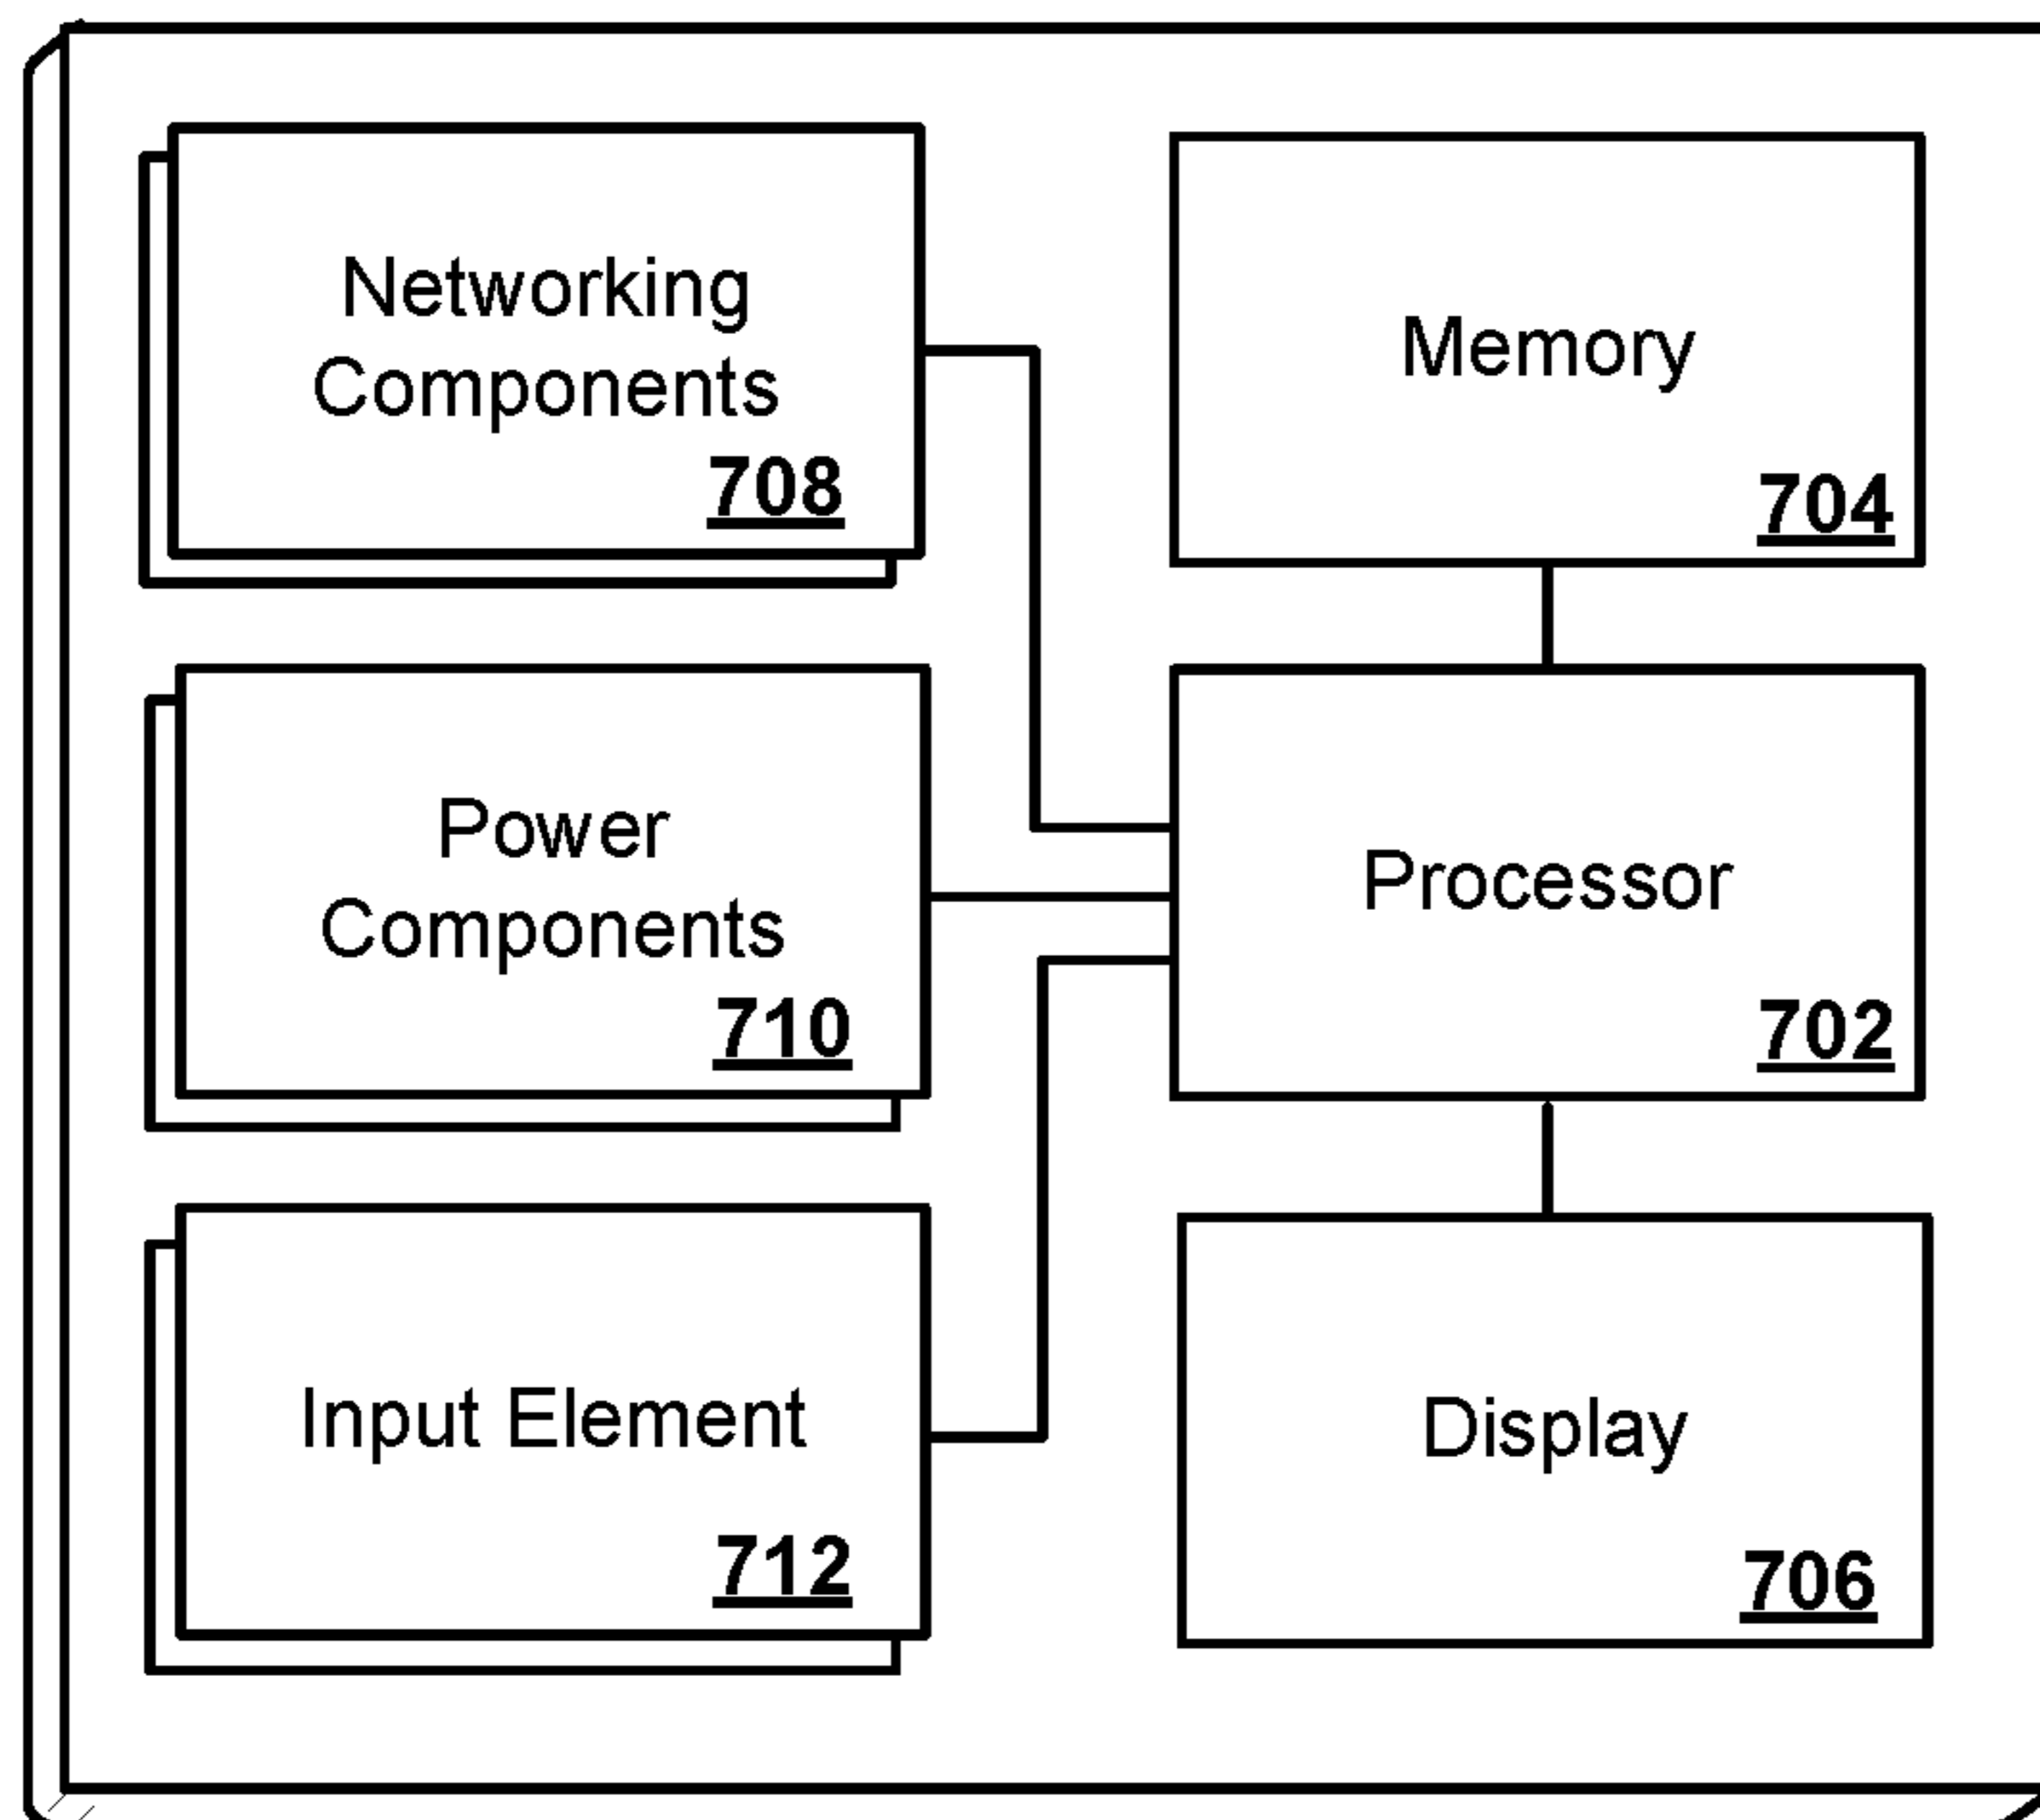 Networking
Components
708
Memory
704
Power
Components
710
Processor
702
Input Element
712
Display
706